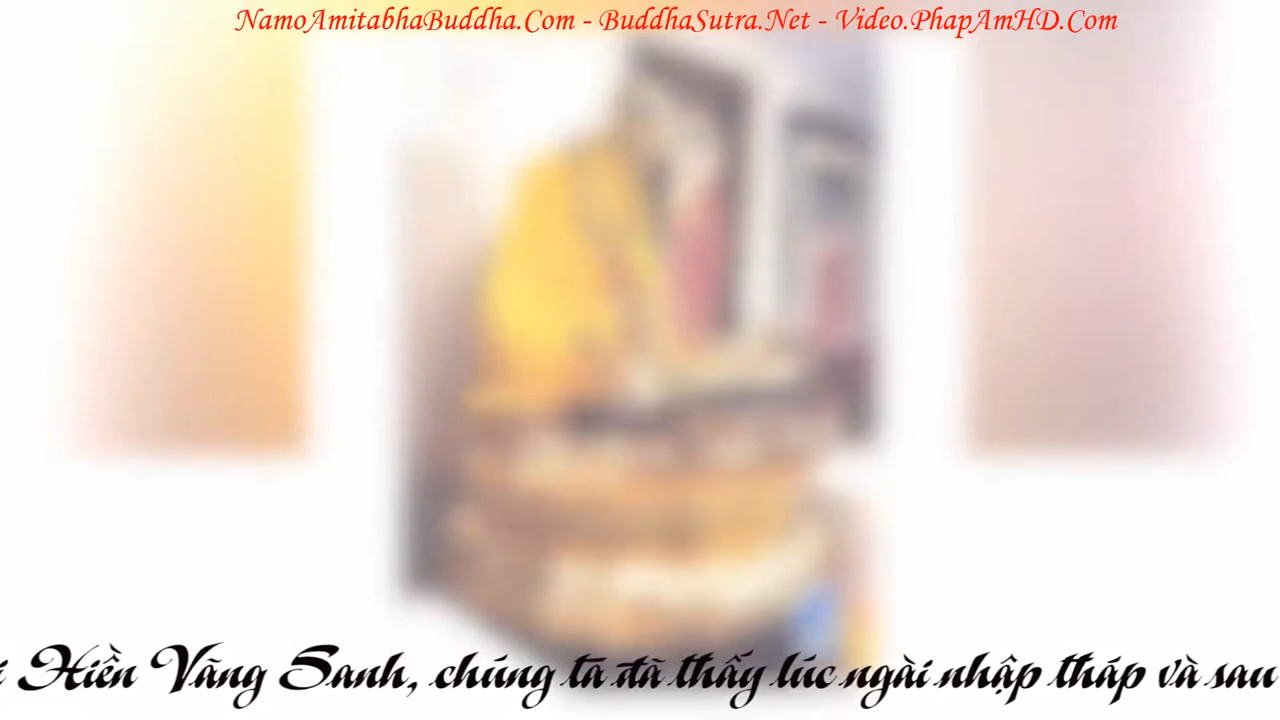 NamoAmitabhaBuddha.Com - BuddhaSutra.Net - Video.PhapAmHD.Com
Hiền Vãng Sanh, chúng ta đã thấy lúc ngài nhập tháp và sau